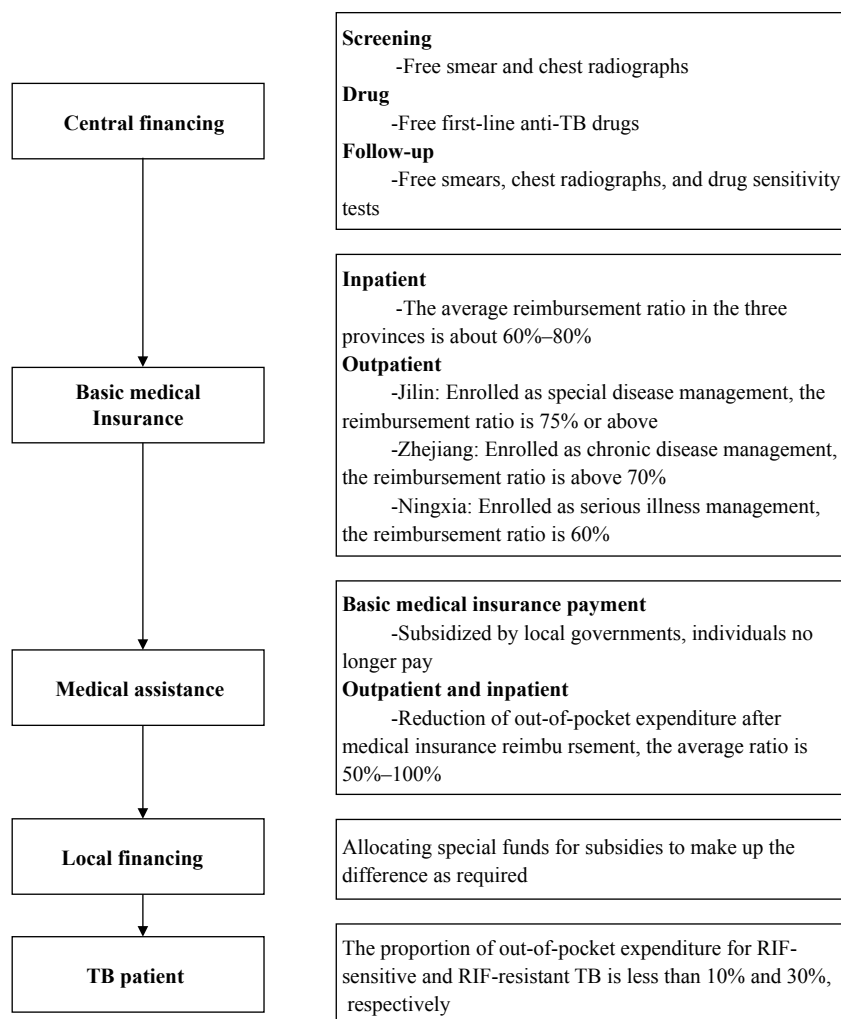 Central financing
Screening
-Free smear and chest radiographs
Drug
-Free first-line anti-TB drugs
Follow-up
-Free smears, chest radiographs, and drug sensitivity
tests
Basic medical
Insurance
Inpatient
-The average reimbursement ratio in the three
provinces is about 60%–80%
Outpatient
-Jilin: Enrolled as special disease management, the
reimbursement ratio is 75% or above
-Zhejiang: Enrolled as chronic disease management,
the reimbursement ratio is above 70%
-Ningxia: Enrolled as serious illness management,
the reimbursement ratio is 60%
Medical assistance
Basic medical insurance payment
-Subsidized by local governments, individuals no
longer pay
Outpatient and inpatient
-Reduction of out-of-pocket expenditure after
medical insurance reimbu rsement, the average ratio is
50%–100%
Local financing
Allocating special funds for subsidies to make up the
difference as required
TB patient
The proportion of out-of-pocket expenditure for RIF-
sensitive and RIF-resistant TB is less than 10% and 30%,
respectively